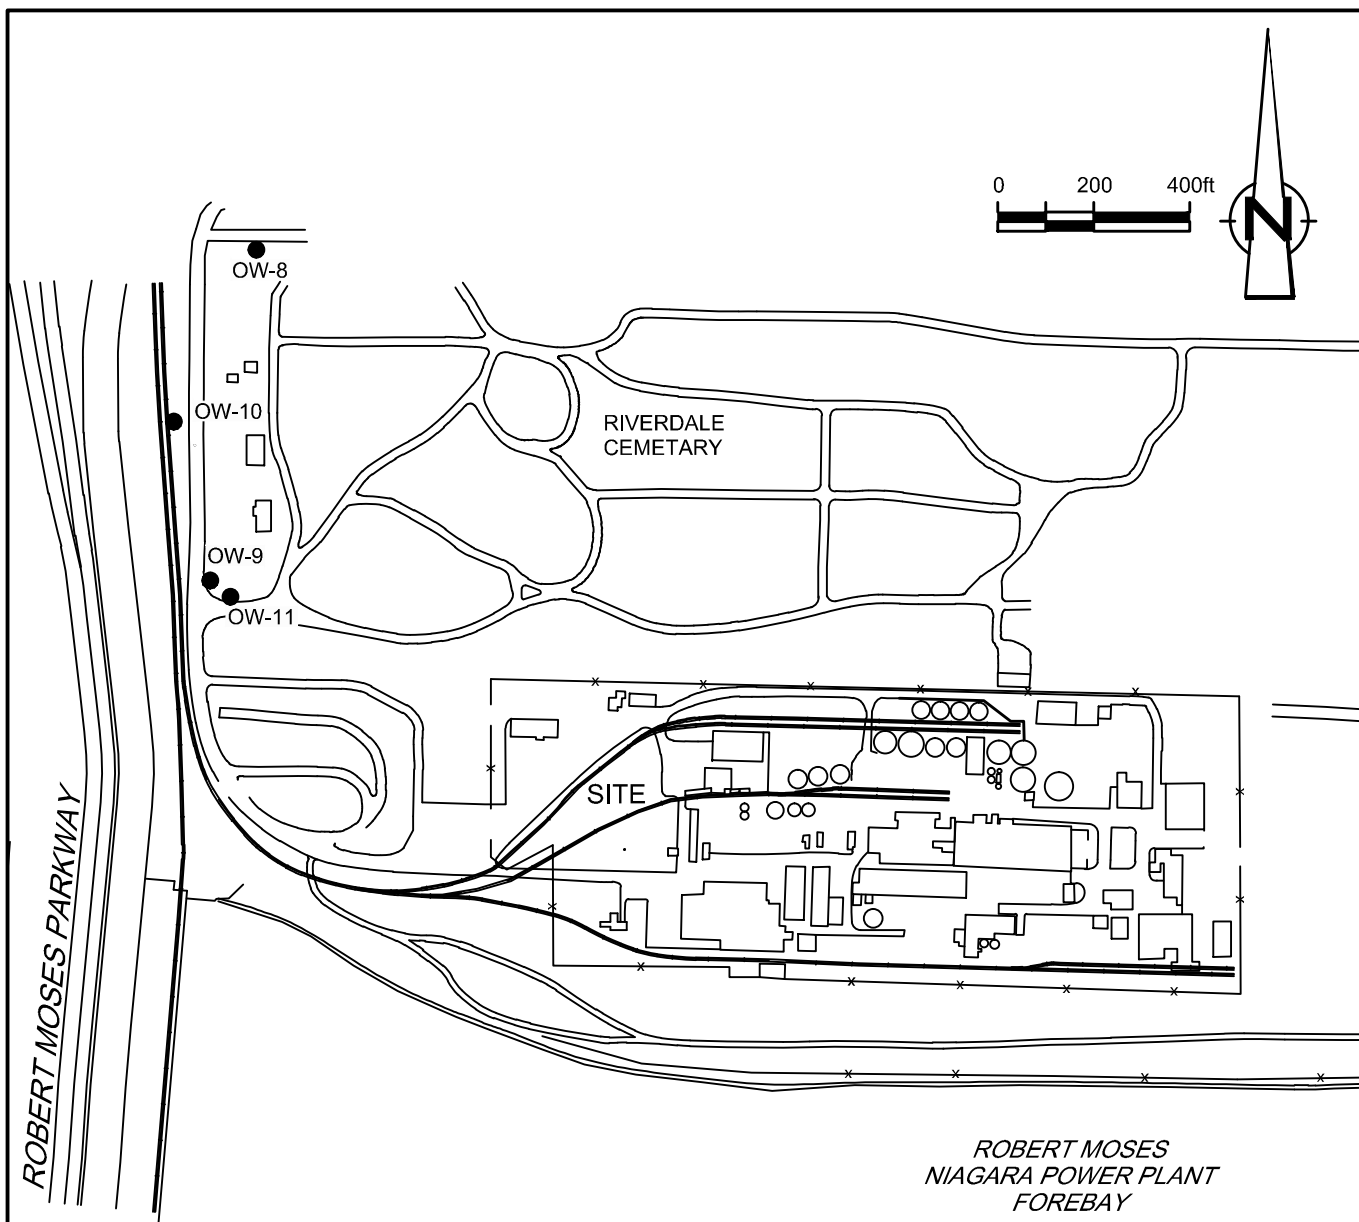 0 200 400ft
N
OW-8
OW-10
RIVERDALE
CEMETARY
OW-9
OW-11
SITE
ROBERT MOSES PARKWAY
ROBERT MOSES
NIAGARA POWER PLANT
FOREBAY